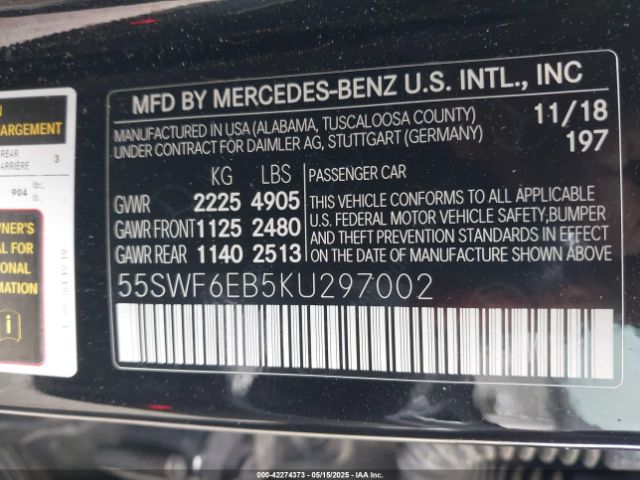 MFD BY MERCEDES-BENZ U.S. INTL., INC
MANUFACTURED IN USA (ALABAMA, TUSCALOOSA COUNTY) 11/18
UNDER CONTRACT FOR DAIMLER AG, STUTTGART (GERMANY) 197
KG LBS PASSENGER CAR
GVWR 2225 4905
GAWR FRONT 1125 2480
GAWR REAR 1140 2513
THIS VEHICLE CONFORMS TO ALL APPLICABLE
U.S. FEDERAL MOTOR VEHICLE SAFETY,BUMPER
AND THEFT PREVENTION STANDARDS IN EFFECT
ON THE DATE OF MANUFACTURE SHOWN ABOVE.
55SWF6EB5KU297002
ARGEMENT
REAR
ARRIÈRE 3
904
WNER'S
AL FOR
ONAL
MATION
000-42274373 - 05/15/2025 - IAAI, Inc.